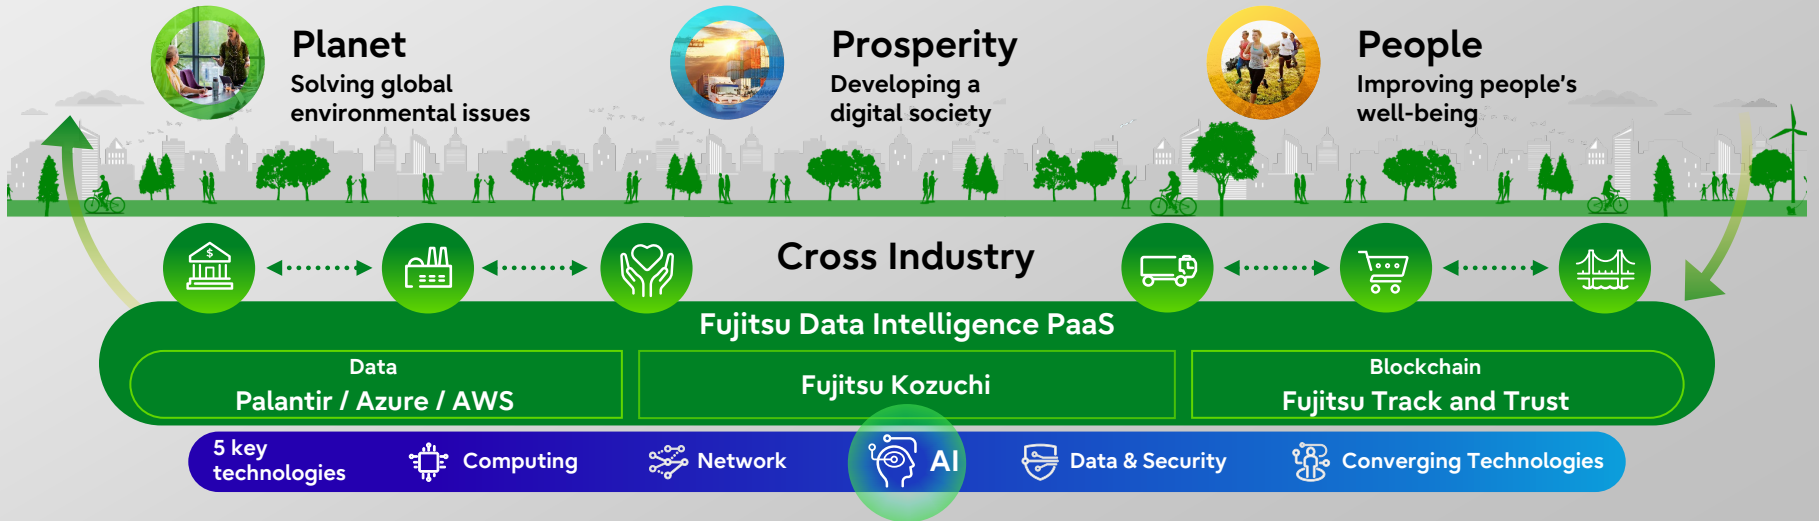 Planet
Solving global
environmental issues
Prosperity
Developing a
digital society
People
Improving people's
well-being
Cross Industry
Fujitsu Data Intelligence PaaS
Data
Palantir / Azure / AWS
Fujitsu Kozuchi
Blockchain
Fujitsu Track and Trust
5 key
technologies
Computing
Network
AI
Data & Security
Converging Technologies